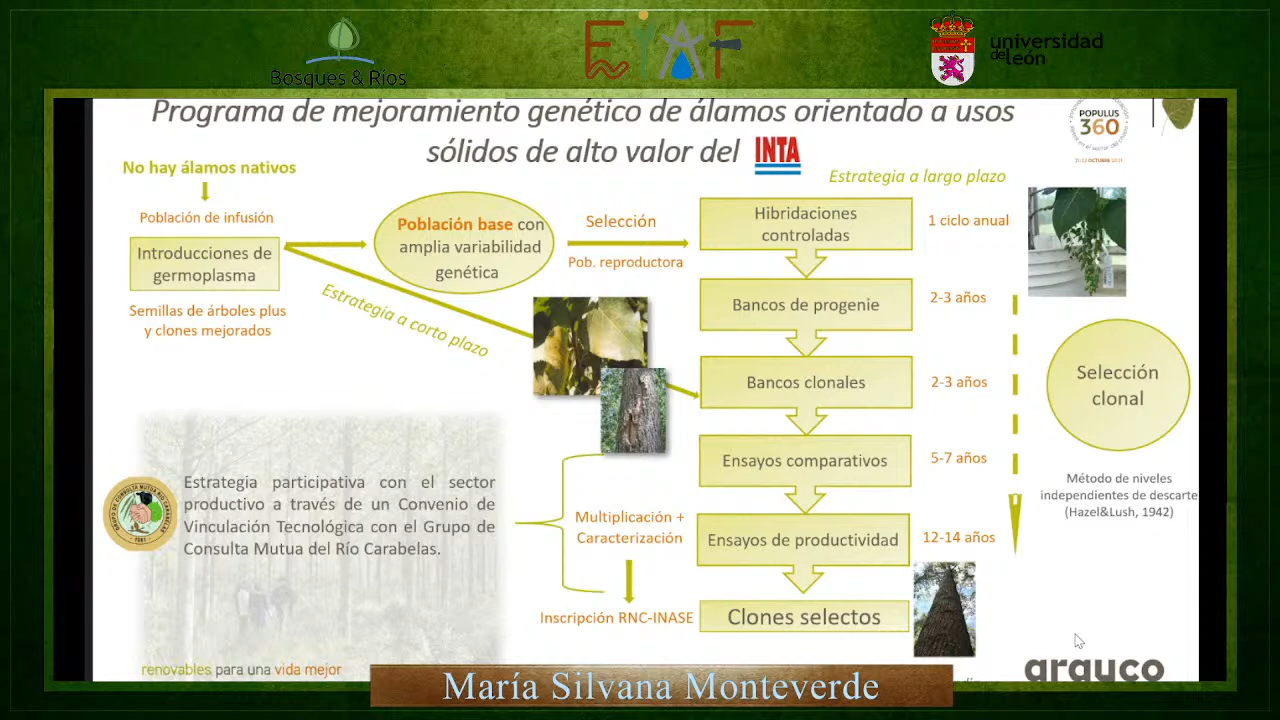 Bosques & Ríos
EYAF
universidad
de león
Programa de mejoramiento genético de álamos orientado a usos
sólidos de alto valor del INTA
POPULUS
360
No hay álamos nativos
Estrategia a largo plazo
Población de infusión
Introducciones de
germoplasma
Semillas de árboles plus
y clones mejorados
Población base con
amplia variabilidad
genética
Selección
Pob. reproductora
Estrategia a corto plazo
Hibridaciones
controladas
1 ciclo anual
Bancos de progenie
2-3 años
Bancos clonales
2-3 años
Ensayos comparativos
5-7 años
Ensayos de productividad
12-14 años
Clones selectos
Selección
clonal
Método de niveles
independientes de descarte
(Hazel&Lush, 1942)
Estrategia participativa con el sector
productivo a través de un Convenio de
Vinculación Tecnológica con el Grupo de
Consulta Mutua del Río Carabelas.
Multiplicación +
Caracterización
Inscripción RNC-INASE
renovables para una vida mejor
arauco
María Silvana Monteverde